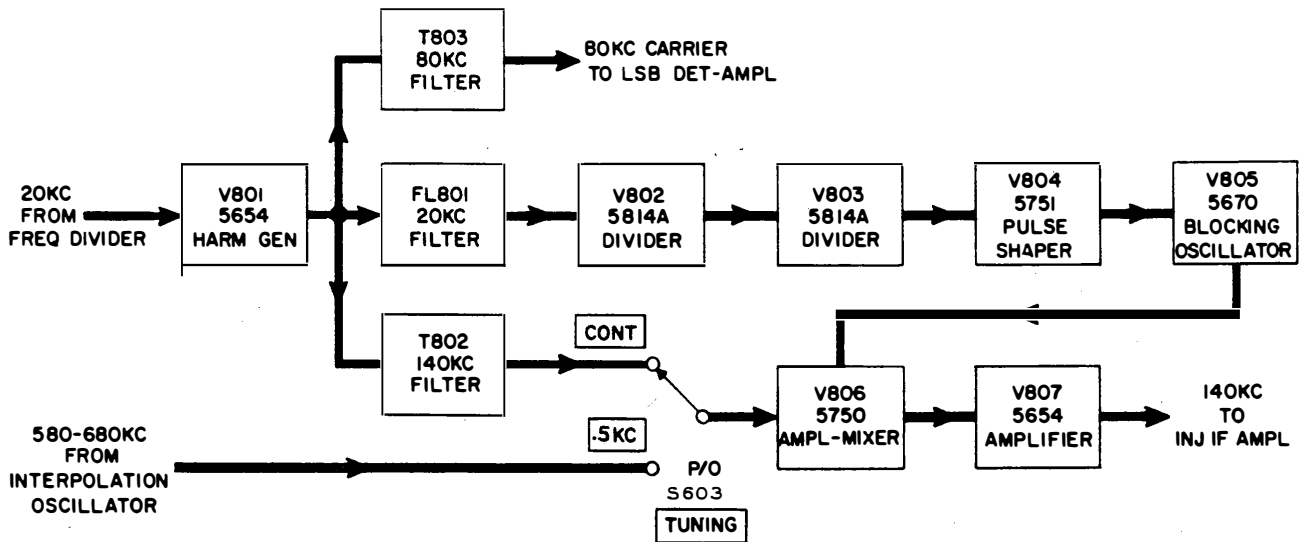 T803
80KC
FILTER
80KC CARRIER
TO LSB DET-AMPL
20KC
FROM
FREQ DIVIDER
V801
5654
HARM GEN
FL801
20KC
FILTER
V802
5814A
DIVIDER
V803
5814A
DIVIDER
V804
5751
PULSE
SHAPER
V805
5670
BLOCKING
OSCILLATOR
T802
140KC
FILTER
CONT
V806
5750
AMPL-MIXER
V807
5654
AMPLIFIER
140KC
TO
INJ IF AMPL
580-680KC
FROM
INTERPOLATION
OSCILLATOR
.5KC
P/O
S603
TUNING